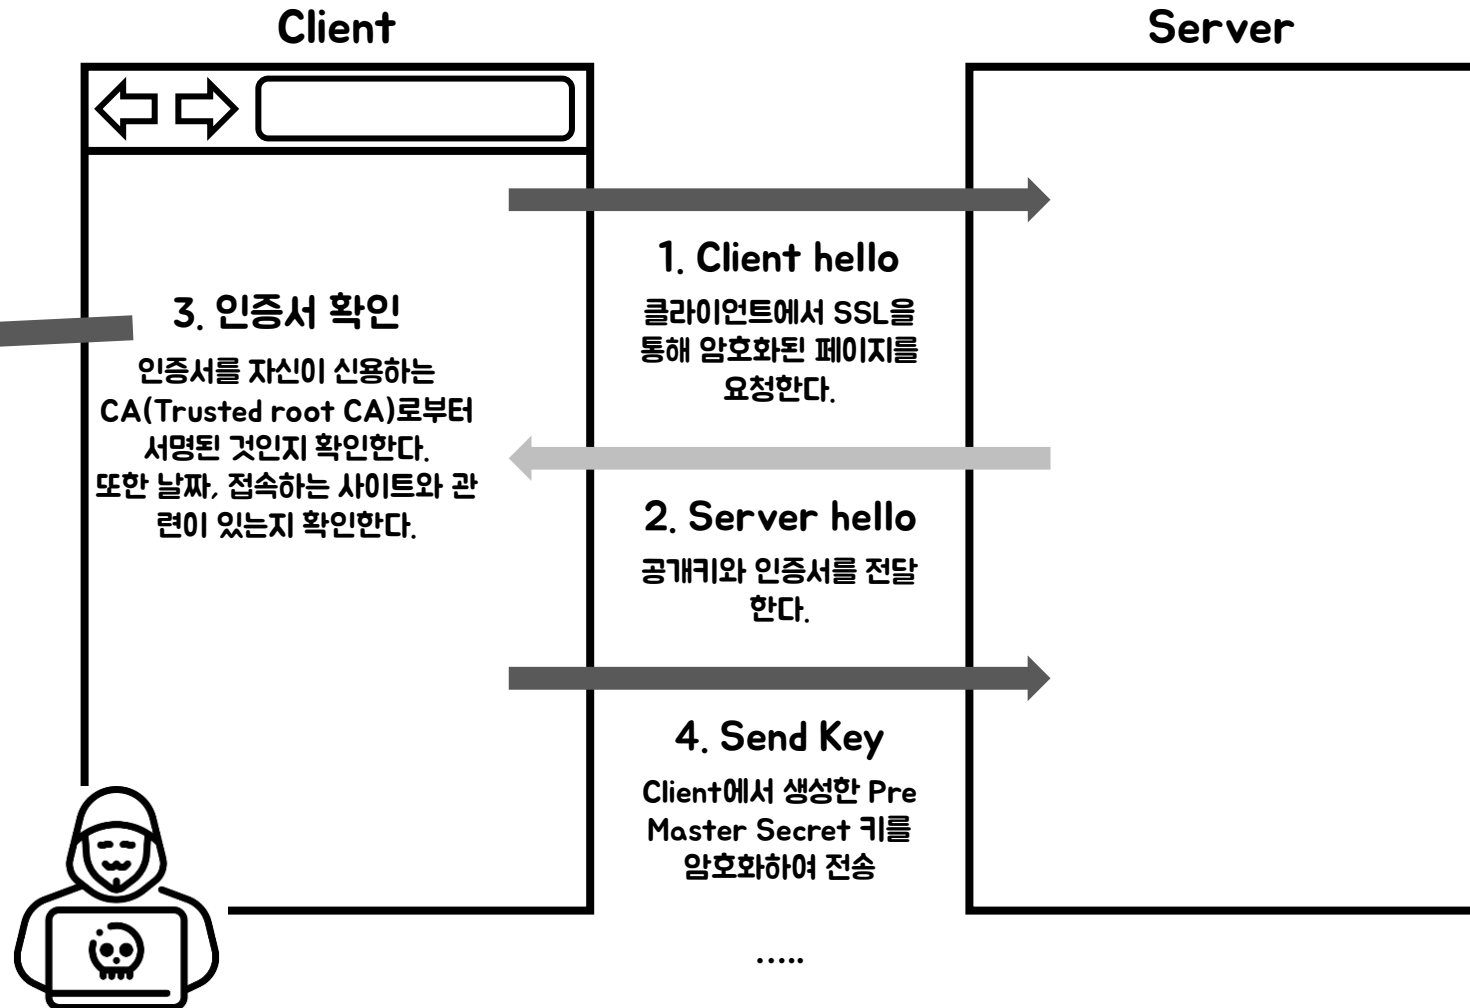 Client
Server
1. Client hello
클라이언트에서 SSL을
통해 암호화된 페이지를
요청한다.
3. 인증서 확인
인증서를 자신이 신용하는
CA(Trusted root CA)로부터
서명된 것인지 확인한다.
또한 날짜, 접속하는 사이트와 관
련이 있는지 확인한다.
2. Server hello
공개키와 인증서를 전달
한다.
4. Send Key
Client에서 생성한 Pre
Master Secret 키를
암호화하여 전송
.....